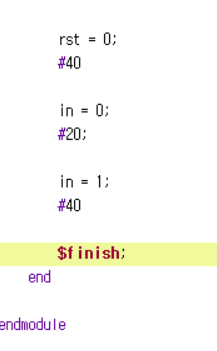 rst = 0;
#40
in = 0;
#20;
in = 1;
#40
$finish;
end
endmodule